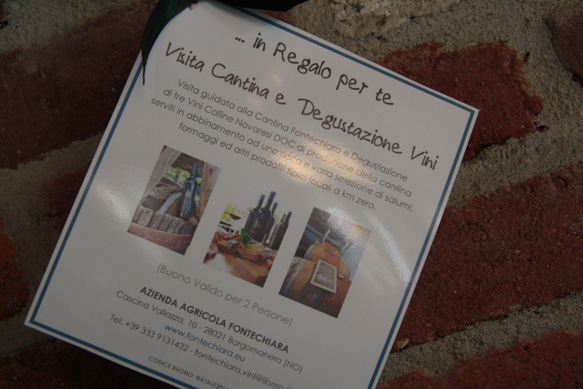 ... in Regalo per te
Visita Cantina e Degustazione Vini
Visita guidata alla Cantina Fontechiara e Degustazione
di tre Vini Colline Novaresi DOC di produzione della cantina
serviti in abbinamento ad una ricca e varia selezione di salumi,
formaggi ed altri prodotti tipici locali a km zero.
(Buono Valido per 2 Persone)
AZIENDA AGRICOLA FONTECHIARA
Cascina Vallazza, 10 - 28021 Borgomanero (NO)
Tel. +39 333 9131432 - fontechiara.vini@libero
www.fontechiara.eu
CODICE BUONO: